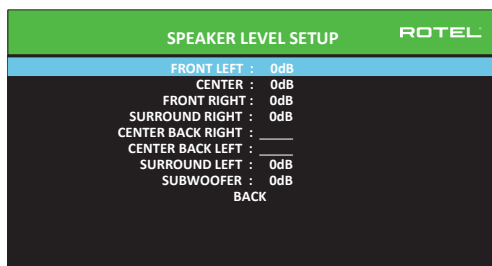 SPEAKER LEVEL SETUP
ROTEL
FRONT LEFT : 0dB
CENTER : 0dB
FRONT RIGHT : 0dB
SURROUND RIGHT : 0dB
CENTER BACK RIGHT : _____
CENTER BACK LEFT : _____
SURROUND LEFT : 0dB
SUBWOOFER : 0dB
BACK